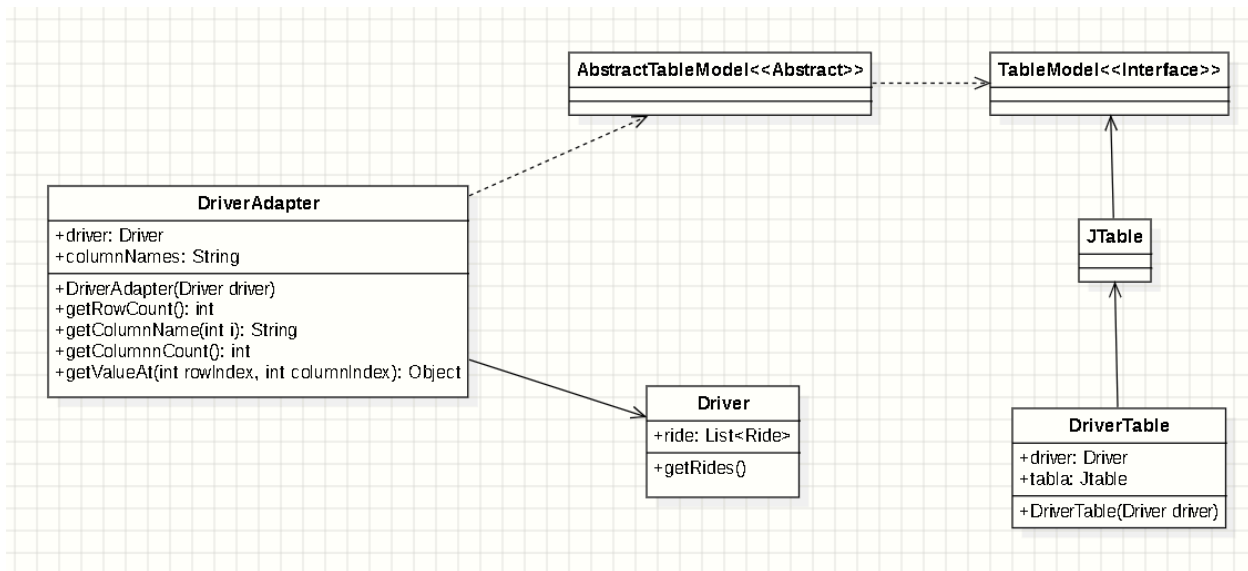 AbstractTableModel<<Abstract>>
TableModel<<Interface>>
DriverAdapter
+driver: Driver
+columnNames: String
+DriverAdapter(Driver driver)
+getRowCount(): int
+getColumnName(int i): String
+getColumnnCount(): int
+getValueAt(int rowIndex, int columnIndex): Object
JTable
Driver
+ride: List<Ride>
+getRides()
DriverTable
+driver: Driver
+tabla: Jtable
+DriverTable(Driver driver)